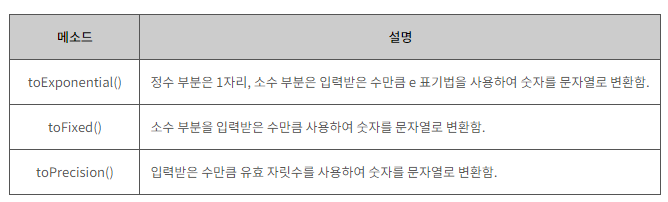 메소드 설명
toExponential() 정수 부분은 1자리, 소수 부분은 입력받은 수만큼 e 표기법을 사용하여 숫자를 문자열로 변환함.
toFixed() 소수 부분을 입력받은 수만큼 사용하여 숫자를 문자열로 변환함.
toPrecision() 입력받은 수만큼 유효 자릿수를 사용하여 숫자를 문자열로 변환함.